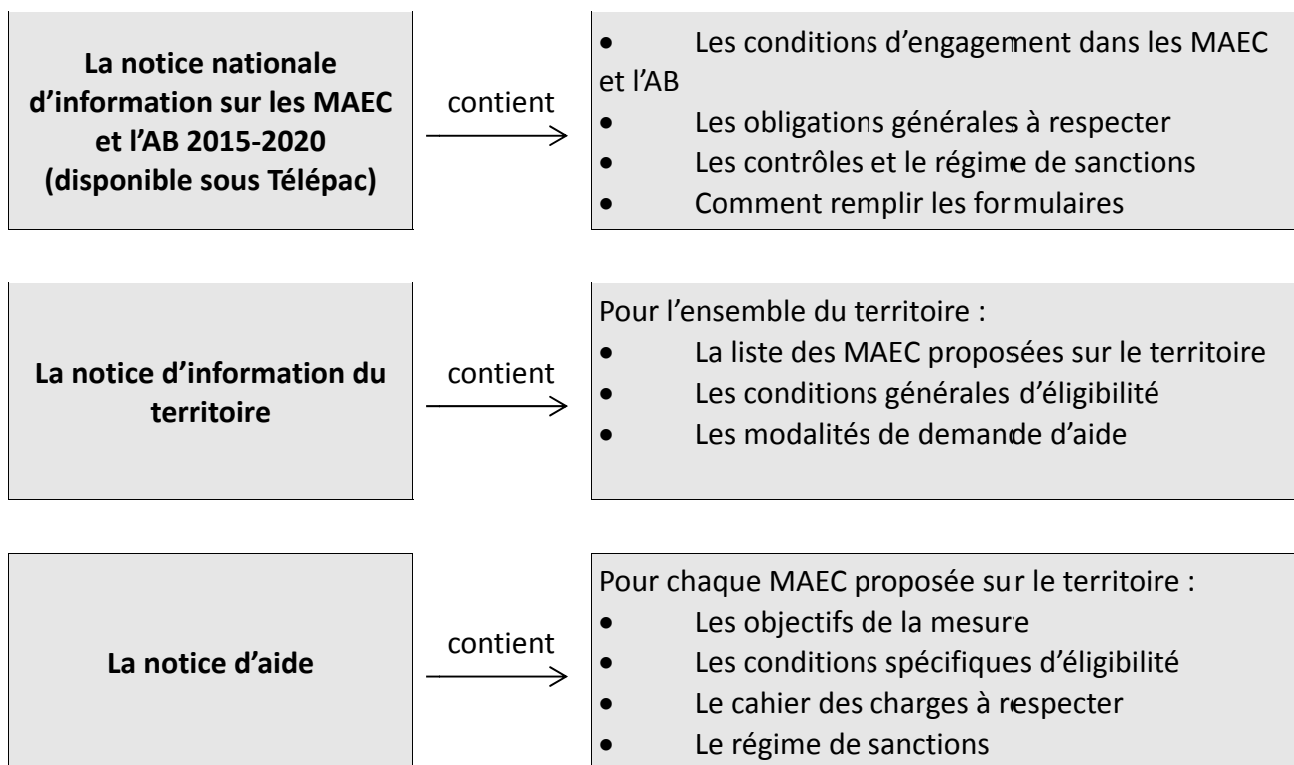 La notice nationale
d’information sur les MAEC
et l’AB 2015-2020
(disponible sous Télépac)
contient
• Les conditions d’engagement dans les MAEC
et l’AB
• Les obligations générales à respecter
• Les contrôles et le régime de sanctions
• Comment remplir les formulaires
La notice d’information du
territoire
contient
Pour l’ensemble du territoire :
• La liste des MAEC proposées sur le territoire
• Les conditions générales d’éligibilité
• Les modalités de demande d’aide
La notice d’aide
contient
Pour chaque MAEC proposée sur le territoire :
• Les objectifs de la mesure
• Les conditions spécifiques d’éligibilité
• Le cahier des charges à respecter
• Le régime de sanctions